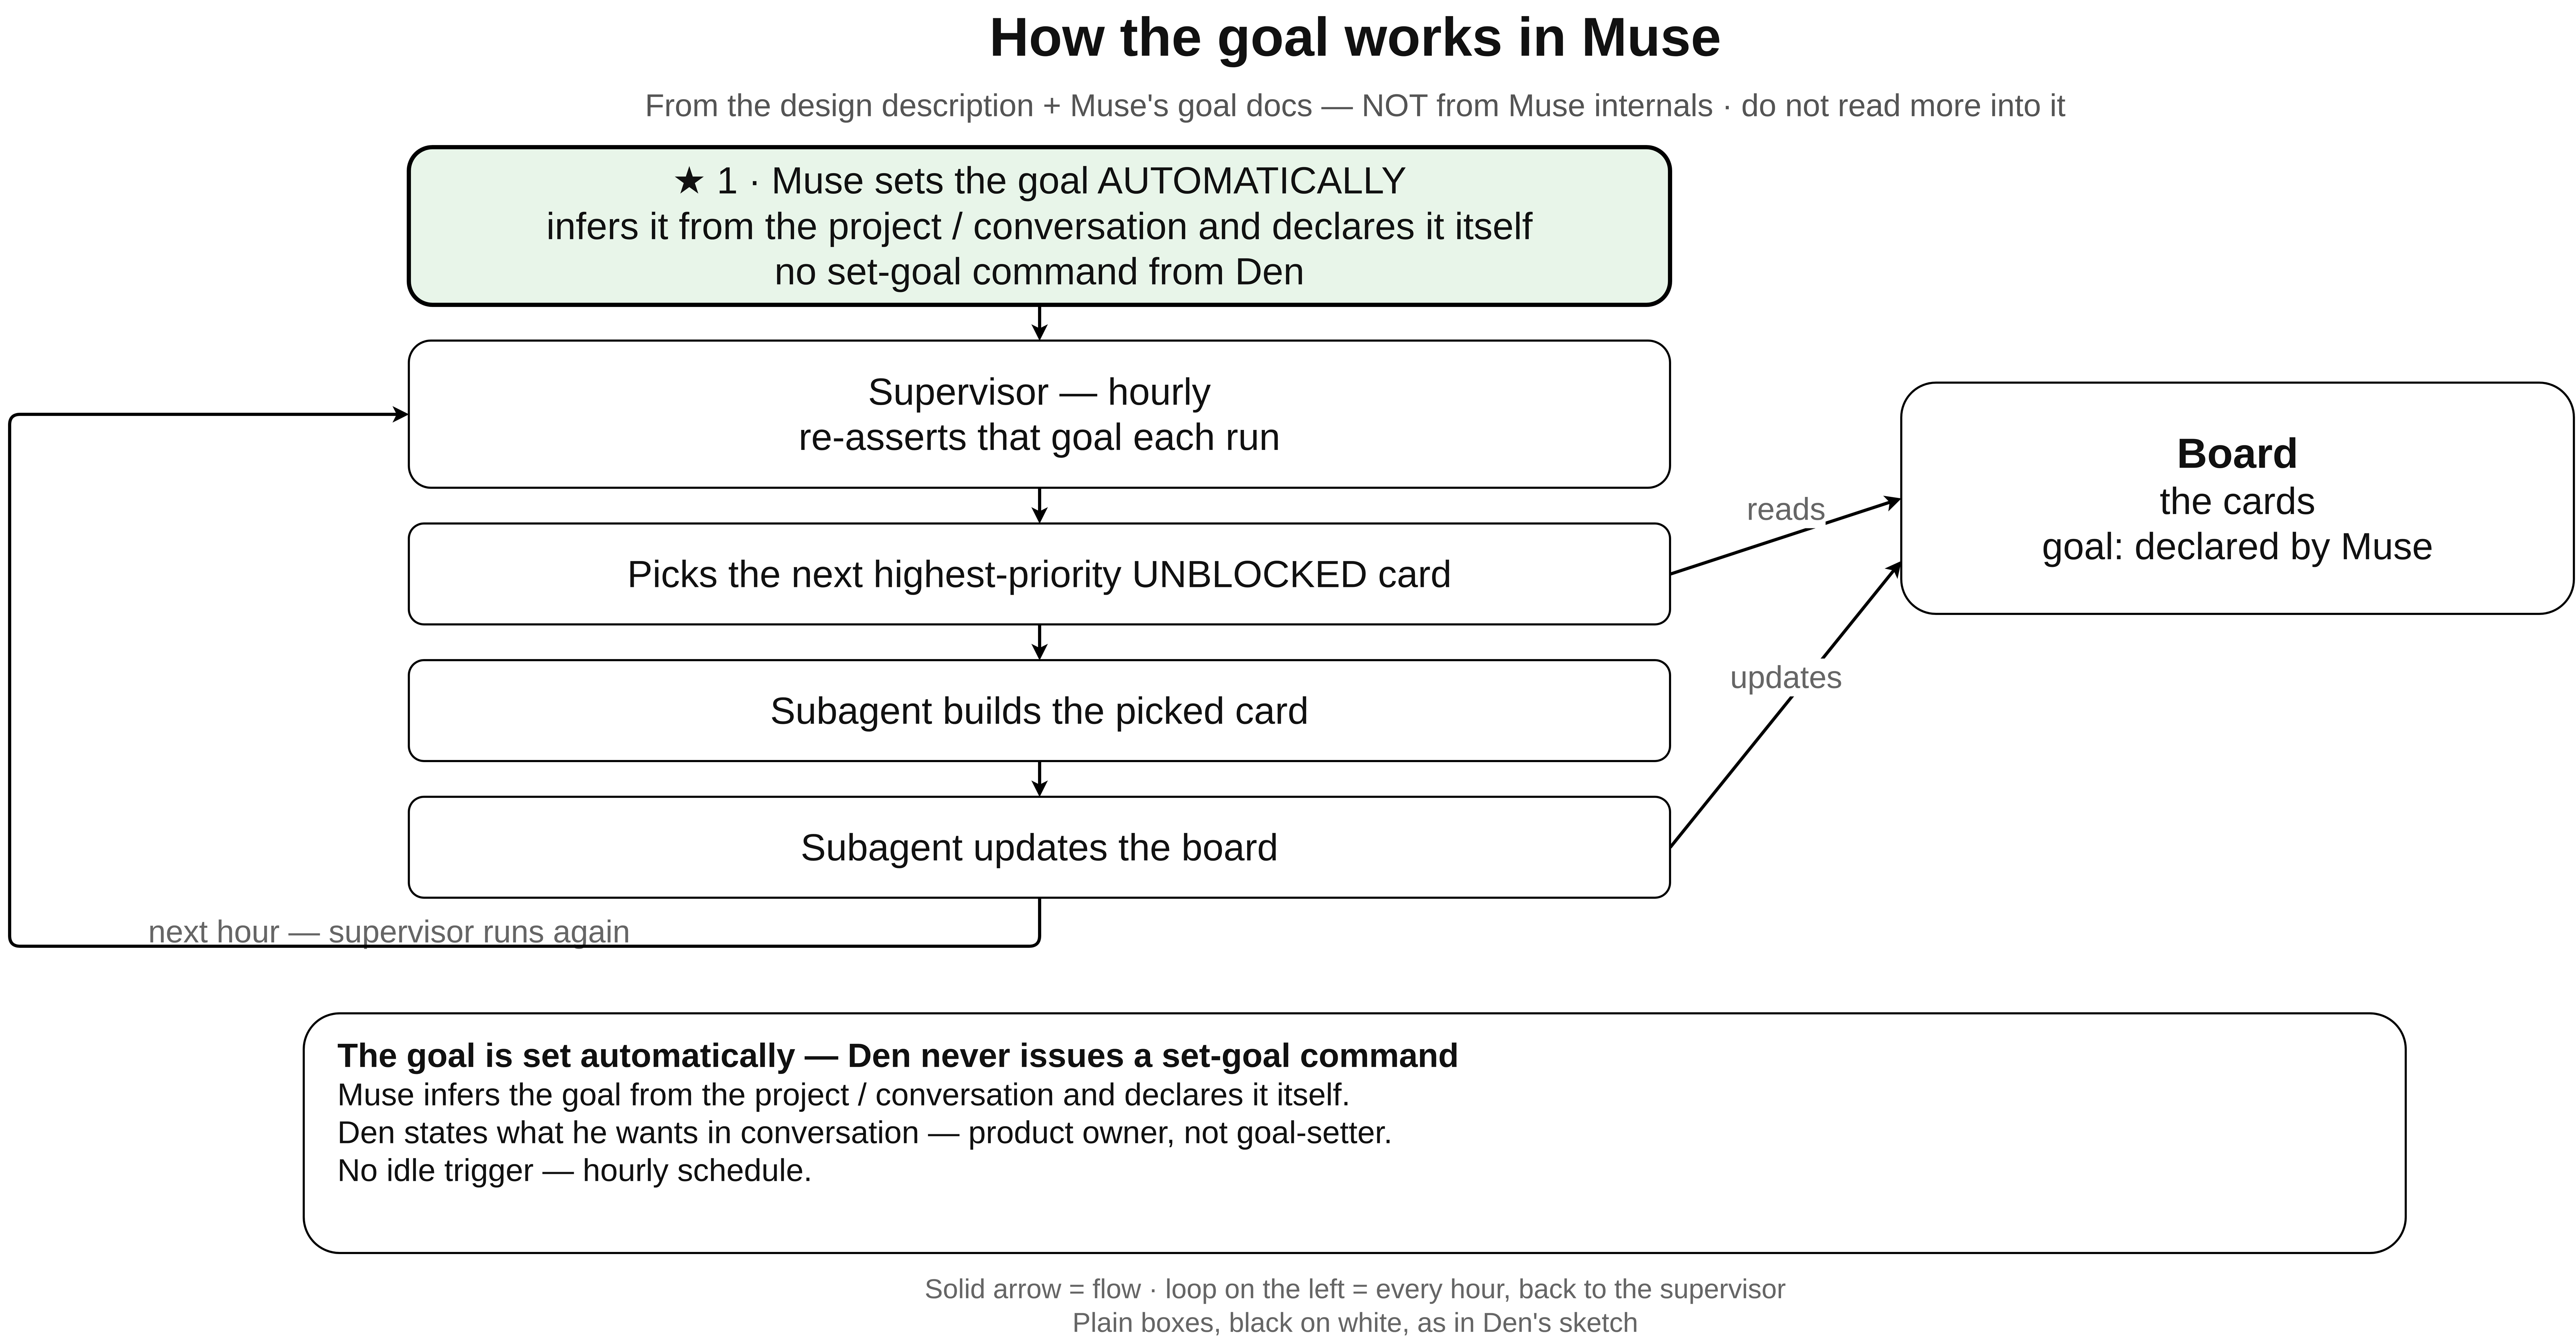 How the goal works in Muse
From the design description + Muse's goal docs — NOT from Muse internals · do not read more into it
★ 1 · Muse sets the goal AUTOMATICALLY
infers it from the project / conversation and declares it itself
no set-goal command from Den
Supervisor — hourly
re-asserts that goal each run
Picks the next highest-priority UNBLOCKED card
reads
Board
the cards
goal: declared by Muse
Subagent builds the picked card
updates
Subagent updates the board
next hour — supervisor runs again
The goal is set automatically — Den never issues a set-goal command
Muse infers the goal from the project / conversation and declares it itself.
Den states what he wants in conversation — product owner, not goal-setter.
No idle trigger — hourly schedule.
Solid arrow = flow · loop on the left = every hour, back to the supervisor
Plain boxes, black on white, as in Den's sketch